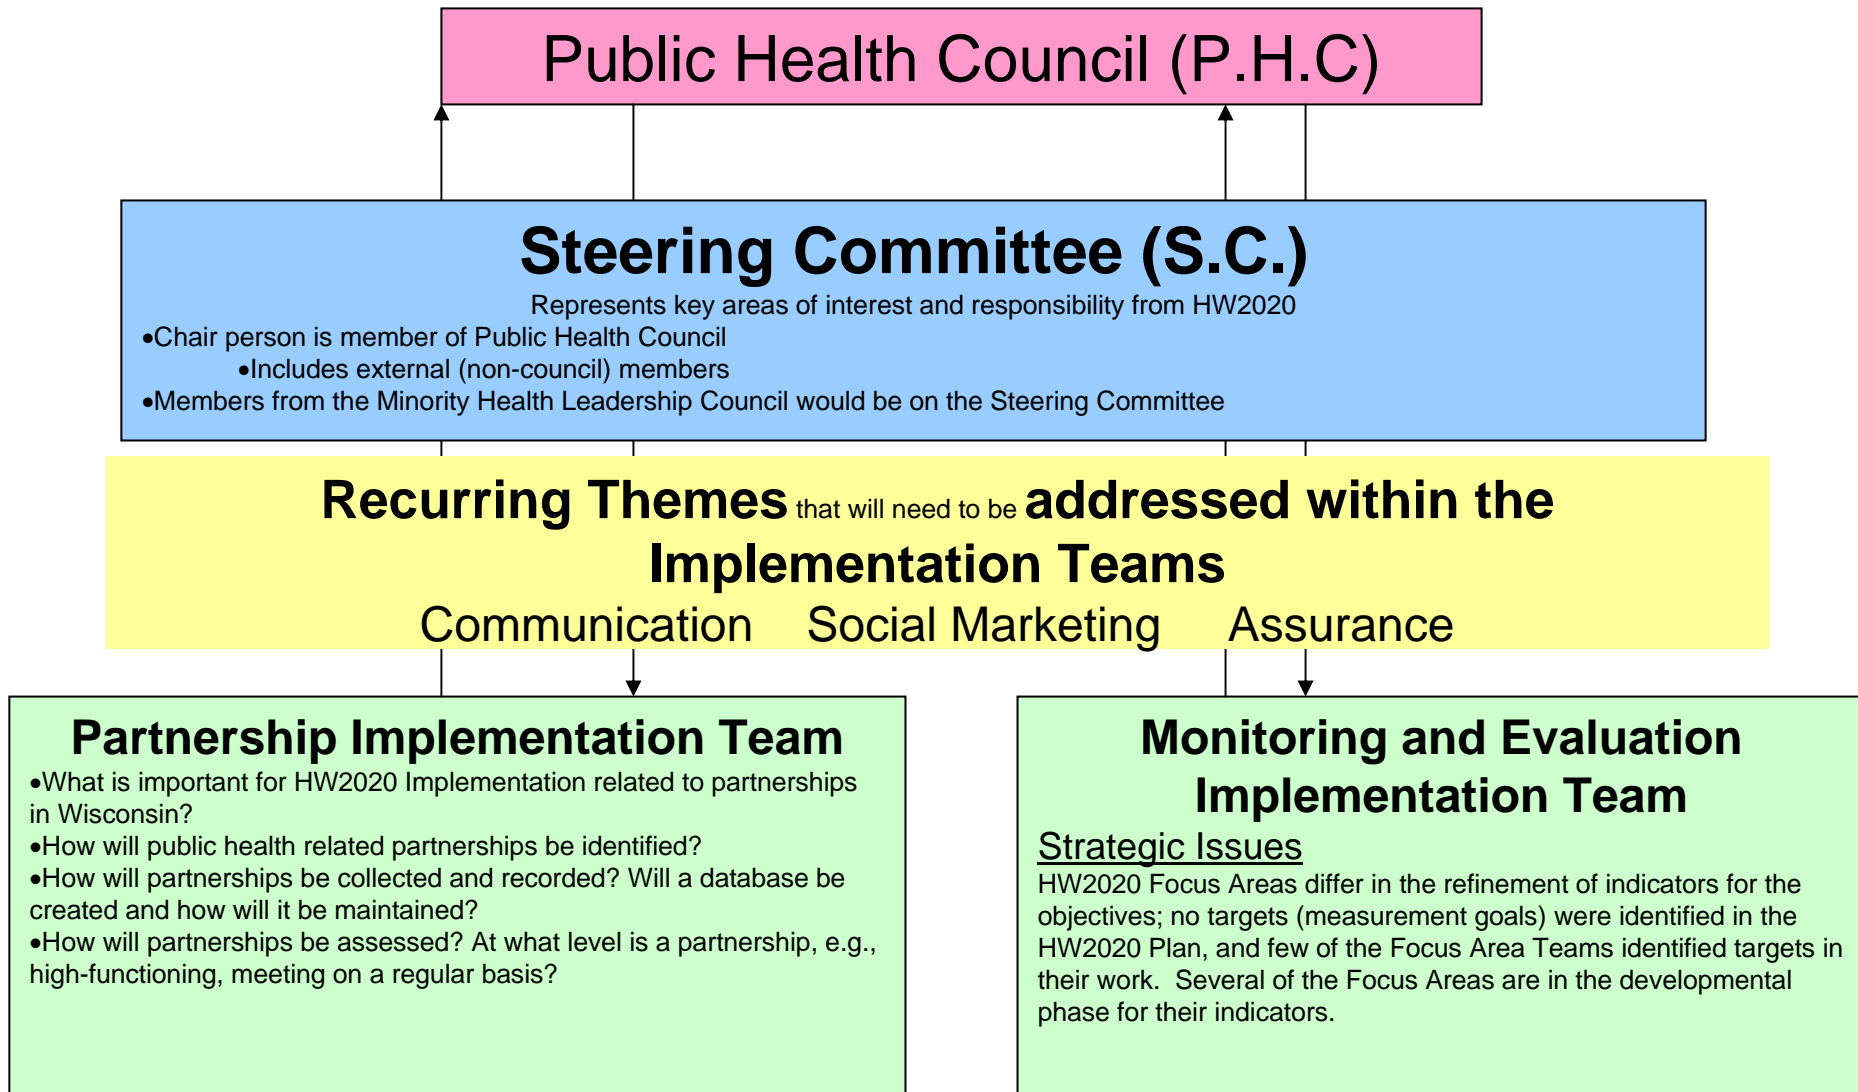 Public Health Council (P.H.C)
Steering Committee (S.C.)
Represents key areas of interest and responsibility from HW2020
•Chair person is member of Public Health Council
•Includes external (non-council) members
•Members from the Minority Health Leadership Council would be on the Steering Committee
Recurring Themes that will need to be addressed within the
Implementation Teams
Communication Social Marketing Assurance
Partnership Implementation Team
•What is important for HW2020 Implementation related to partnerships
in Wisconsin?
•How will public health related partnerships be identified?
•How will partnerships be collected and recorded? Will a database be
created and how will it be maintained?
•How will partnerships be assessed? At what level is a partnership, e.g.,
high-functioning, meeting on a regular basis?
Monitoring and Evaluation
Implementation Team
Strategic Issues
HW2020 Focus Areas differ in the refinement of indicators for the
objectives; no targets (measurement goals) were identified in the
HW2020 Plan, and few of the Focus Area Teams identified targets in
their work.  Several of the Focus Areas are in the developmental
phase for their indicators.